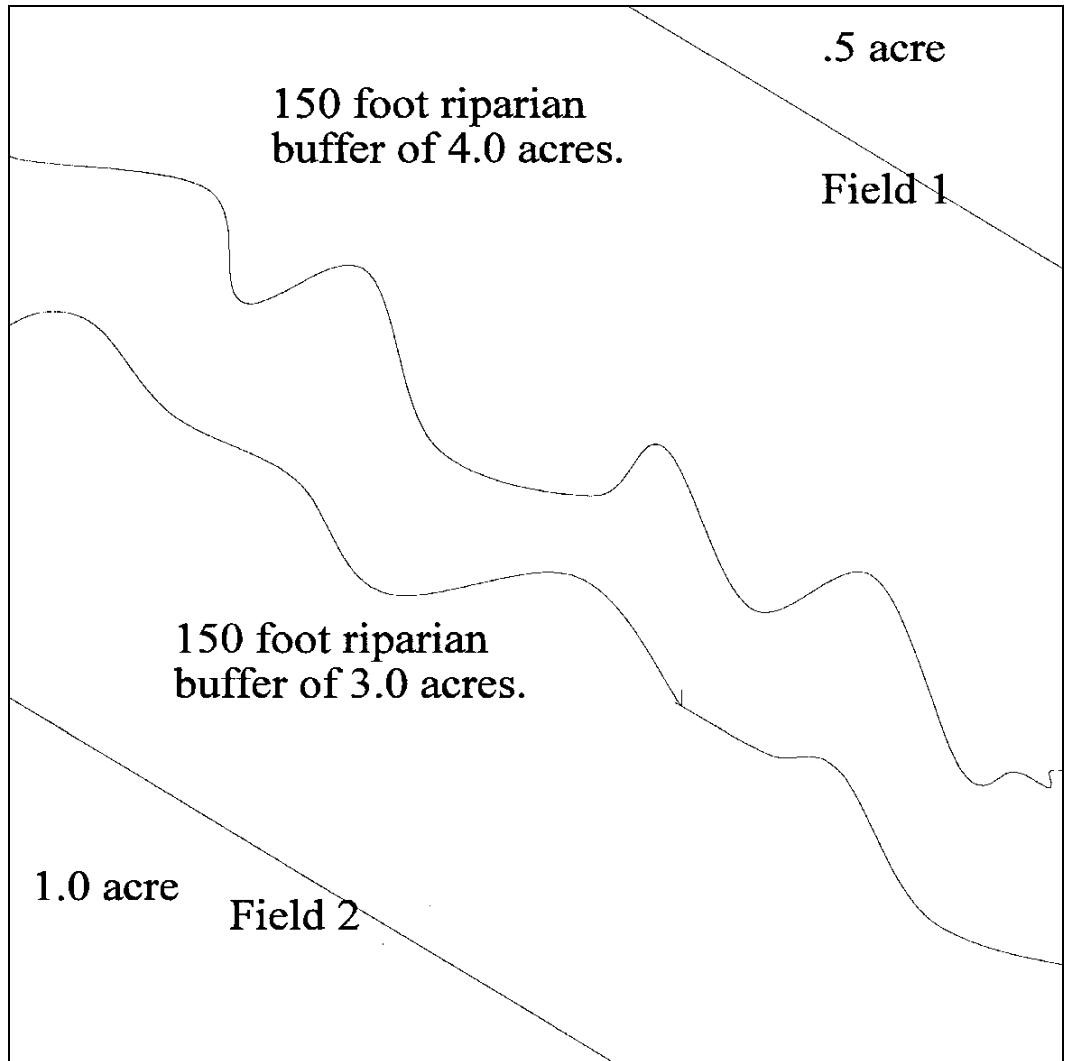 .5 acre
150 foot riparian
buffer of 4.0 acres.
Field 1
150 foot riparian
buffer of 3.0 acres.
1.0 acre
Field 2